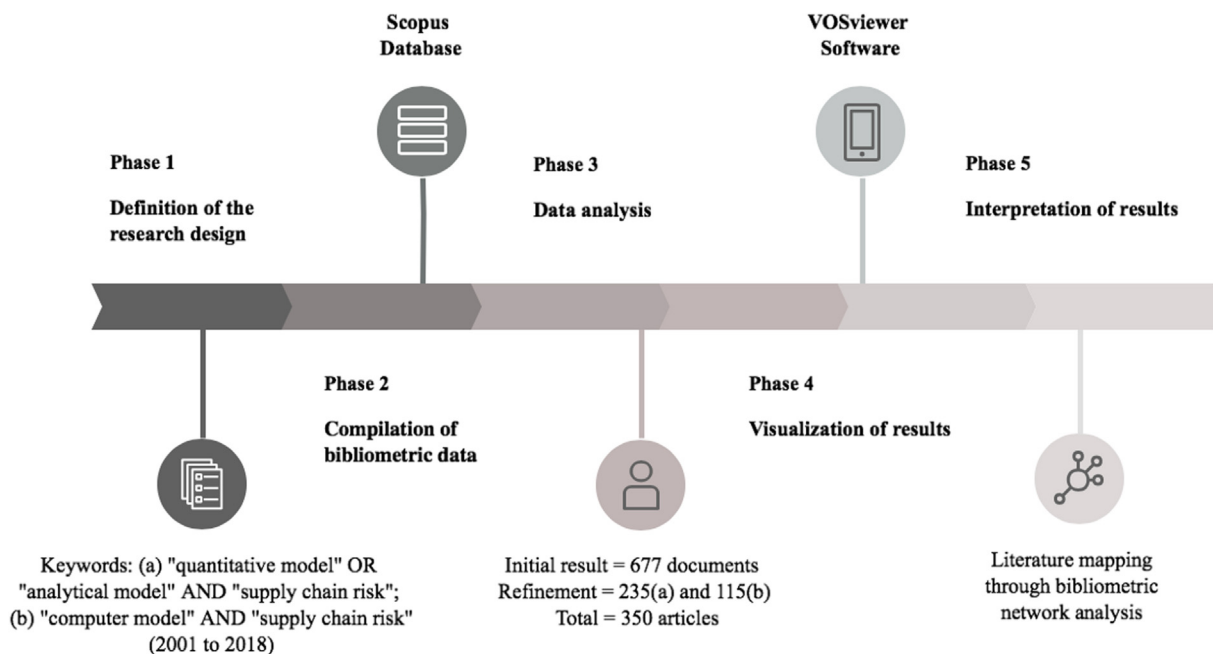 Scopus
Database
VOSviewer
Software
Phase 1
Definition of the
research design
Phase 3
Data analysis
Phase 5
Interpretation of results
Phase 2
Compilation of
bibliometric data
Phase 4
Visualization of results
Keywords: (a) "quantitative model" OR
"analytical model" AND "supply chain risk";
(b) "computer model" AND "supply chain risk"
(2001 to 2018)
Initial result = 677 documents
Refinement = 235(a) and 115(b)
Total = 350 articles
Literature mapping
through bibliometric
network analysis